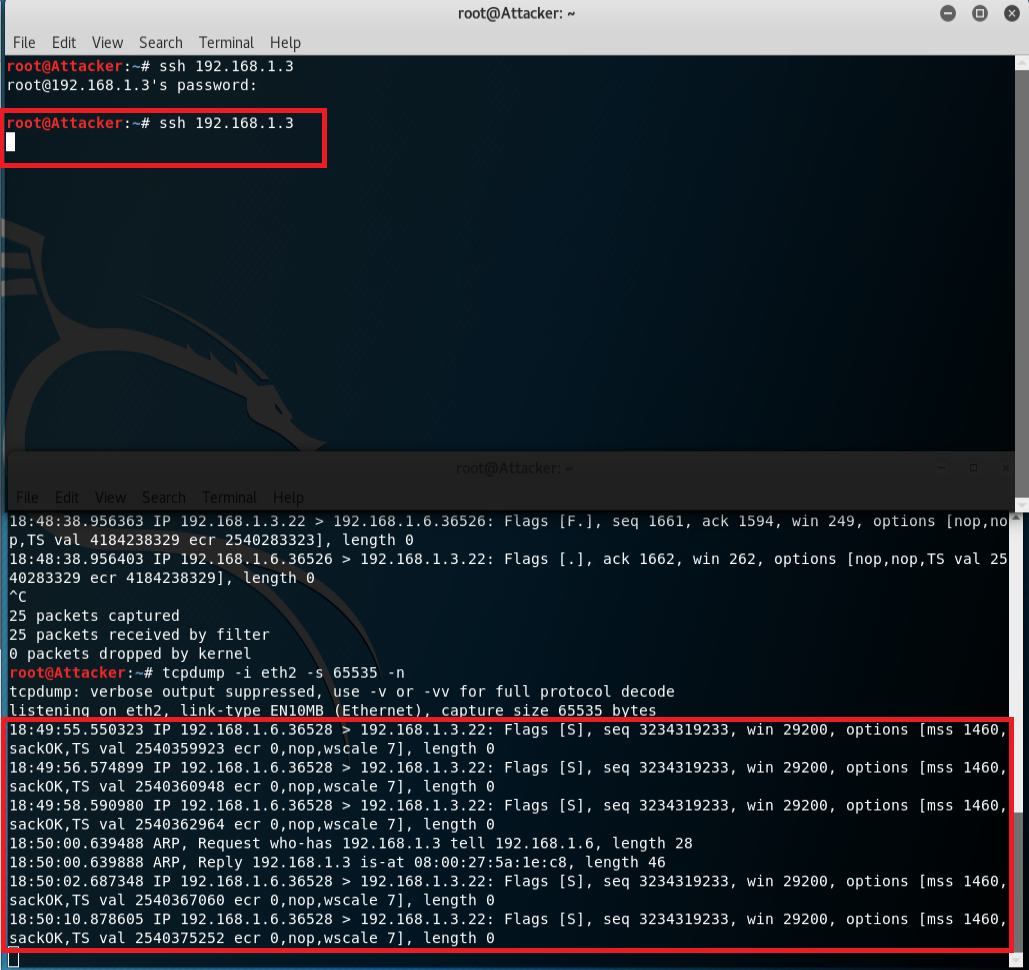 root@Attacker: ~
File Edit View Search Terminal Help
root@Attacker:~# ssh 192.168.1.3
root@192.168.1.3's password:
root@Attacker:~# ssh 192.168.1.3
root@Attacker: ~
File Edit View Search Terminal Help
18:48:38.956363 IP 192.168.1.3.22 > 192.168.1.6.36526: Flags [F.], seq 1661, ack 1594, win 249, options [nop,no
p,TS val 4184238329 ecr 2540283323], length 0
18:48:38.956403 IP 192.168.1.6.36526 > 192.168.1.3.22: Flags [.], ack 1662, win 262, options [nop,nop,TS val 25
40283329 ecr 4184238329], length 0
^C
25 packets captured
25 packets received by filter
0 packets dropped by kernel
root@Attacker:~# tcpdump -i eth2 -s 65535 -n
tcpdump: verbose output suppressed, use -v or -vv for full protocol decode
listening on eth2, link-type EN10MB (Ethernet), capture size 65535 bytes
18:49:55.550323 IP 192.168.1.6.36528 > 192.168.1.3.22: Flags [S], seq 3234319233, win 29200, options [mss 1460,
sackOK,TS val 2540359923 ecr 0,nop,wscale 7], length 0
18:49:56.574899 IP 192.168.1.6.36528 > 192.168.1.3.22: Flags [S], seq 3234319233, win 29200, options [mss 1460,
sackOK,TS val 2540360948 ecr 0,nop,wscale 7], length 0
18:49:58.590980 IP 192.168.1.6.36528 > 192.168.1.3.22: Flags [S], seq 3234319233, win 29200, options [mss 1460,
sackOK,TS val 2540362964 ecr 0,nop,wscale 7], length 0
18:50:00.639488 ARP, Request who-has 192.168.1.3 tell 192.168.1.6, length 28
18:50:00.639888 ARP, Reply 192.168.1.3 is-at 08:00:27:5a:1e:c8, length 46
18:50:02.687348 IP 192.168.1.6.36528 > 192.168.1.3.22: Flags [S], seq 3234319233, win 29200, options [mss 1460,
sackOK,TS val 2540367060 ecr 0,nop,wscale 7], length 0
18:50:10.878605 IP 192.168.1.6.36528 > 192.168.1.3.22: Flags [S], seq 3234319233, win 29200, options [mss 1460,
sackOK,TS val 2540375252 ecr 0,nop,wscale 7], length 0